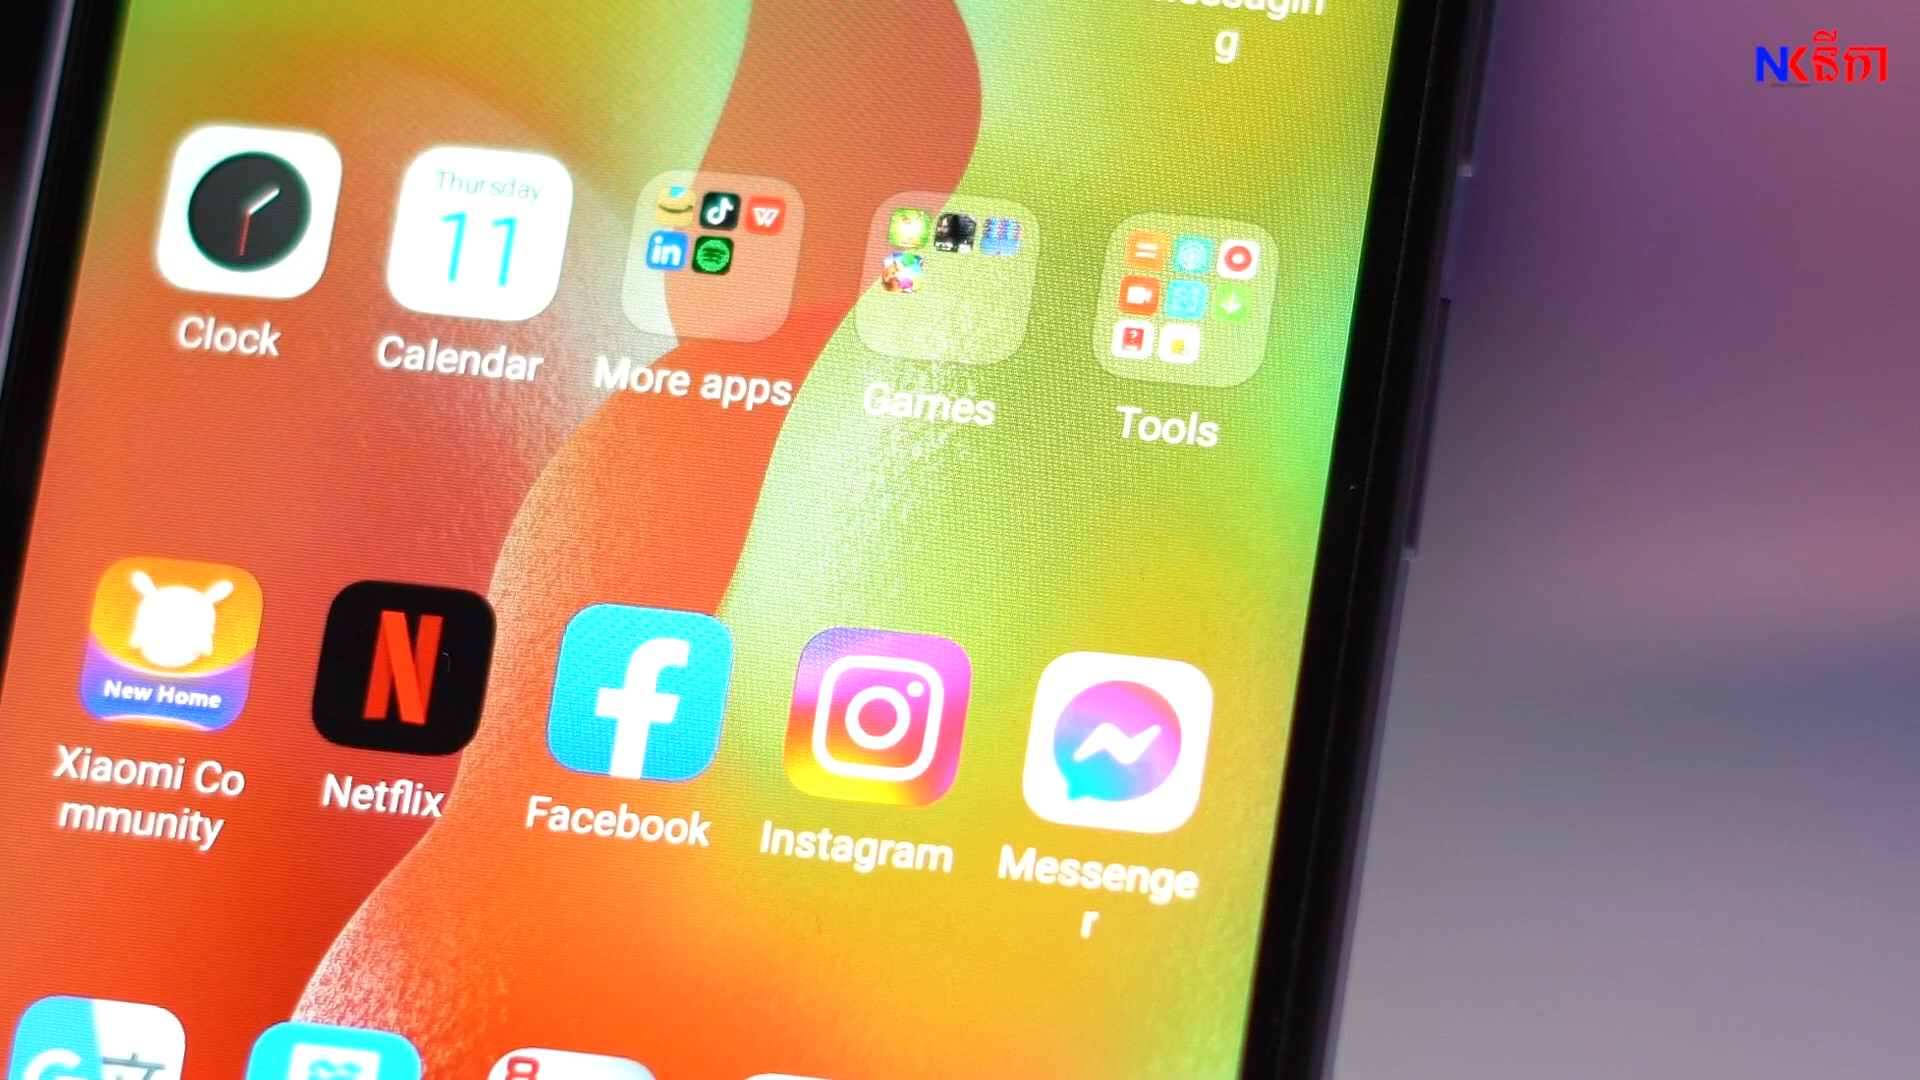 g
NKនីកា
Thursday
11
Clock
Calendar
More apps
Games
Tools
New Home
Xiaomi Co
mmunity
Netflix
Facebook
Instagram
Messenge
r